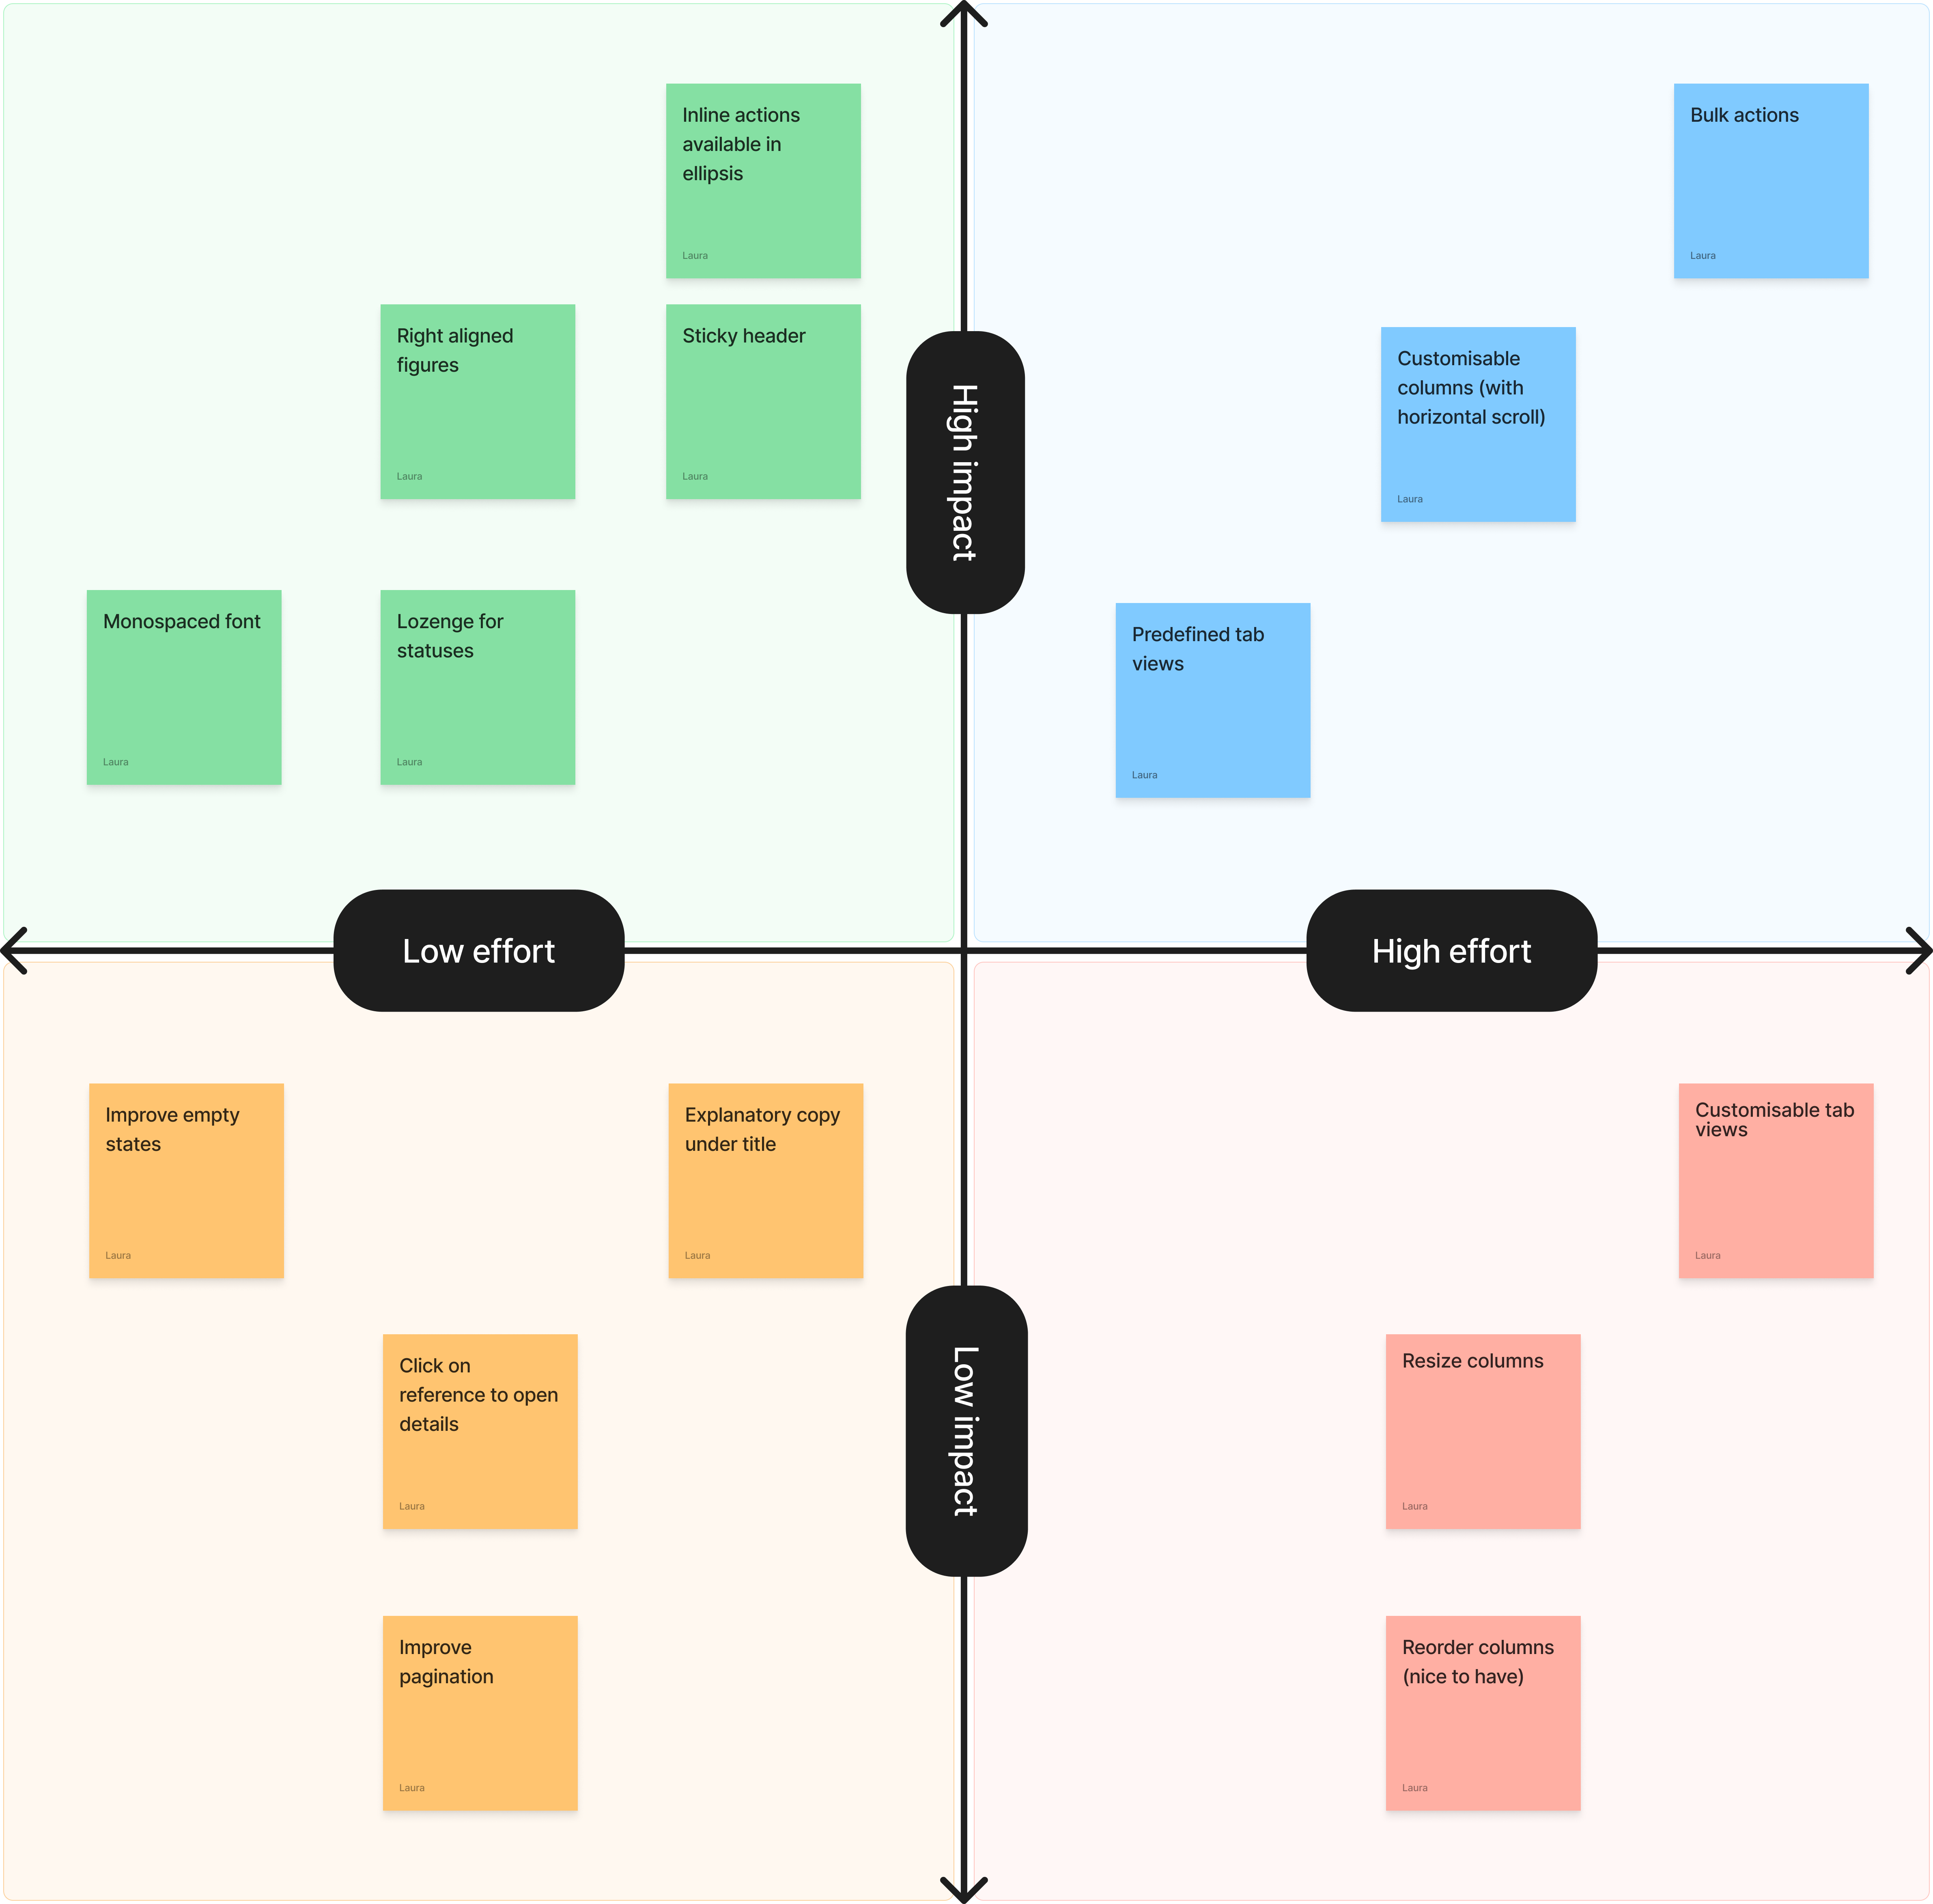 Inline actions
available in
ellipsis
Laura
Bulk actions
Laura
Right aligned
figures
Laura
Sticky header
Laura
Customisable
columns (with
horizontal scroll)
Laura
High impact
Monospaced font
Laura
Lozenge for
statuses
Laura
Predefined tab
views
Laura
Low effort
High effort
Improve empty
states
Laura
Explanatory copy
under title
Laura
Customisable tab
views
Laura
Click on
reference to open
details
Laura
Low impact
Resize columns
Laura
Improve
pagination
Laura
Reorder columns
(nice to have)
Laura